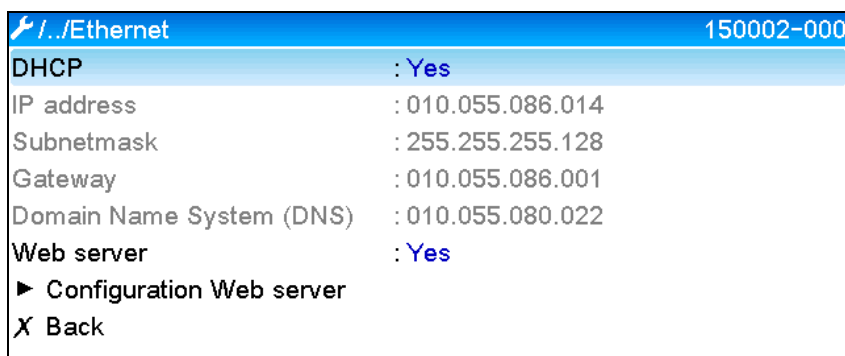 /../Ethernet 150002-000
DHCP : Yes
IP address : 010.055.086.014
Subnetmask : 255.255.255.128
Gateway : 010.055.086.001
Domain Name System (DNS) : 010.055.080.022
Web server : Yes
► Configuration Web server
X Back